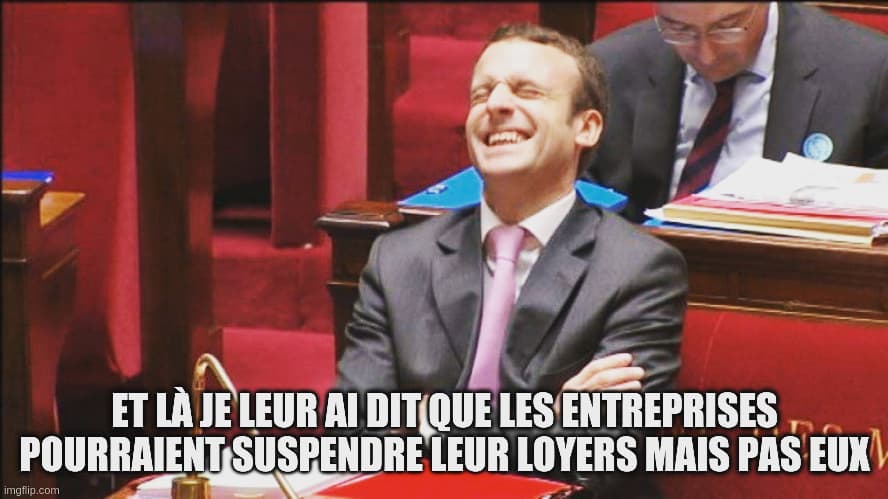 ET LÀ JE LEUR AI DIT QUE LES ENTREPRISES
POURRAIENT SUSPENDRE LEUR LOYERS MAIS PAS EUX
imgflip.com